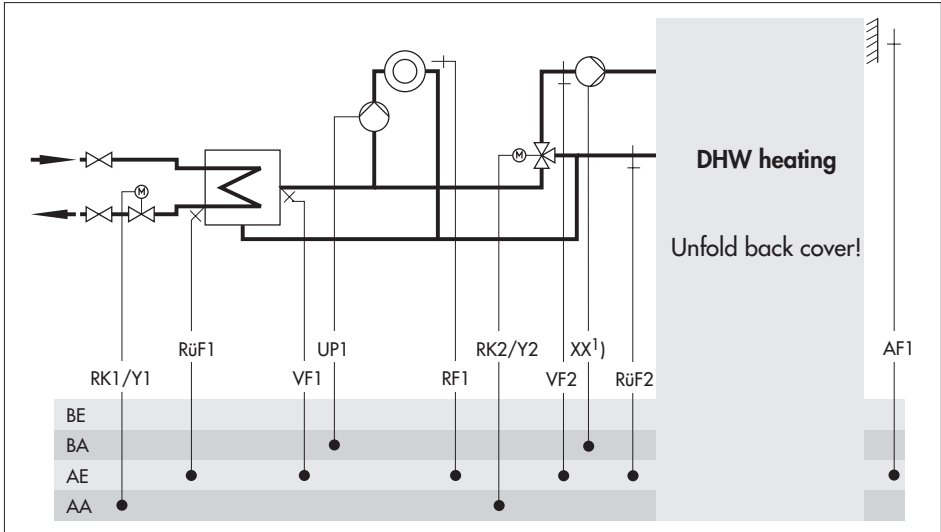 M
M
DHW heating
Unfold back cover!
RüF1 UP1 RK2/Y2 XX¹) AF1
RK1/Y1 VF1 RF1 VF2 RüF2
BE
BA
AE
AA